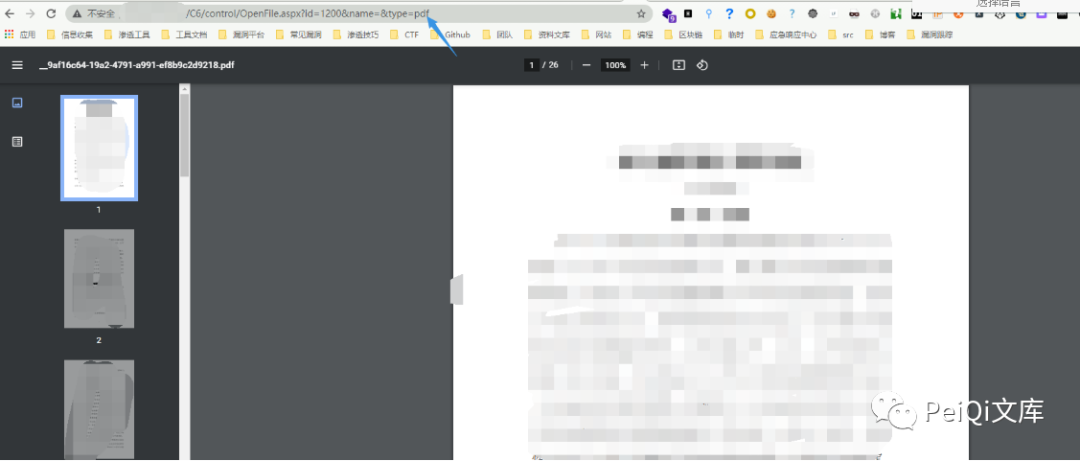 选择语言
不安全
/C6/control/OpenFile.aspx?id=1200&name=&type=pdf
应用 信息收集 渗透工具 工具文档 漏洞平台 常见漏洞 渗透技巧 CTF Github 团队 资料文库 网站 编程 区块链 临时 应急响应中心 src 博客 漏洞跟踪
__9af16c64-19a2-4791-a991-ef8b9c2d9218.pdf
1 / 26
100%
1
2
PeiQi文库